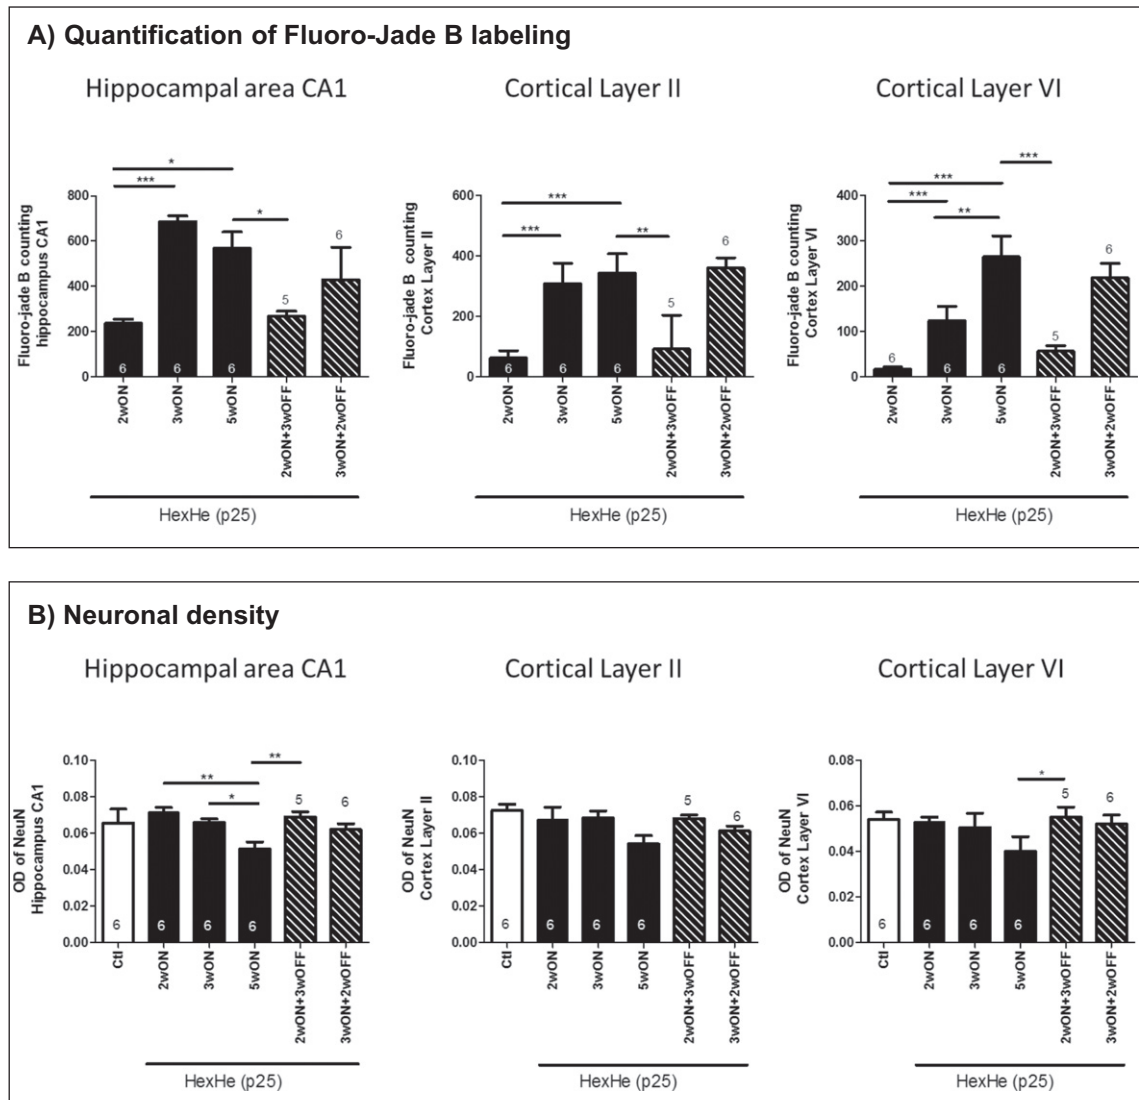 A) Quantification of Fluoro-Jade B labeling
Hippocampal area CA1
Fluoro-jade B counting
hippocampus CA1
800
600
400
200
0
*
***
*
6
6
6
5
6
2wON
3wON
5wON
2wON+3wOFF
3wON+2wOFF
HexHe (p25)
Cortical Layer II
Fluoro-jade B counting
Cortex Layer II
600
400
200
0
***
***
**
6
6
6
5
6
2wON
3wON
5wON
2wON+3wOFF
3wON+2wOFF
HexHe (p25)
Cortical Layer VI
Fluoro-jade B counting
Cortex Layer VI
400
300
200
100
0
***
***
***
**
6
6
6
5
6
2wON
3wON
5wON
2wON+3wOFF
3wON+2wOFF
HexHe (p25)
B) Neuronal density
Hippocampal area CA1
OD of NeuN
Hippocampus CA1
0.10
0.08
0.06
0.04
0.02
0.00
**
**
*
6
6
6
6
5
6
Ctl
2wON
3wON
5wON
2wON+3wOFF
3wON+2wOFF
HexHe (p25)
Cortical Layer II
OD of NeuN
Cortex Layer II
0.10
0.08
0.06
0.04
0.02
0.00
6
6
6
6
5
6
Ctl
2wON
3wON
5wON
2wON+3wOFF
3wON+2wOFF
HexHe (p25)
Cortical Layer VI
OD of NeuN
Cortex Layer VI
0.08
0.06
0.04
0.02
0.00
*
6
6
6
6
5
6
Ctl
2wON
3wON
5wON
2wON+3wOFF
3wON+2wOFF
HexHe (p25)